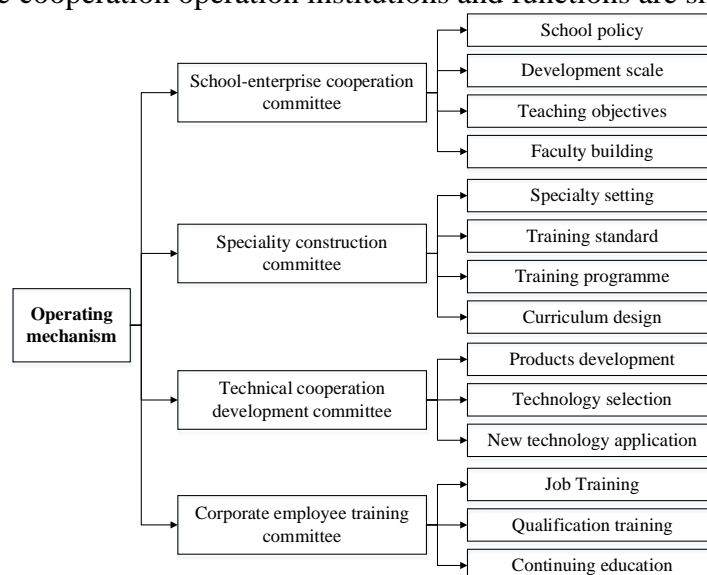 cooperation operation institutions and functions are
School policy
School-enterprise cooperation
committee
Development scale
Teaching objectives
Faculty building
Specialty setting
Speciality construction
committee
Training standard
Training programme
Curriculum design
Operating
mechanism
Products development
Technical cooperation
development committee
Technology selection
New technology application
Job Training
Corporate employee training
committee
Qualification training
Continuing education